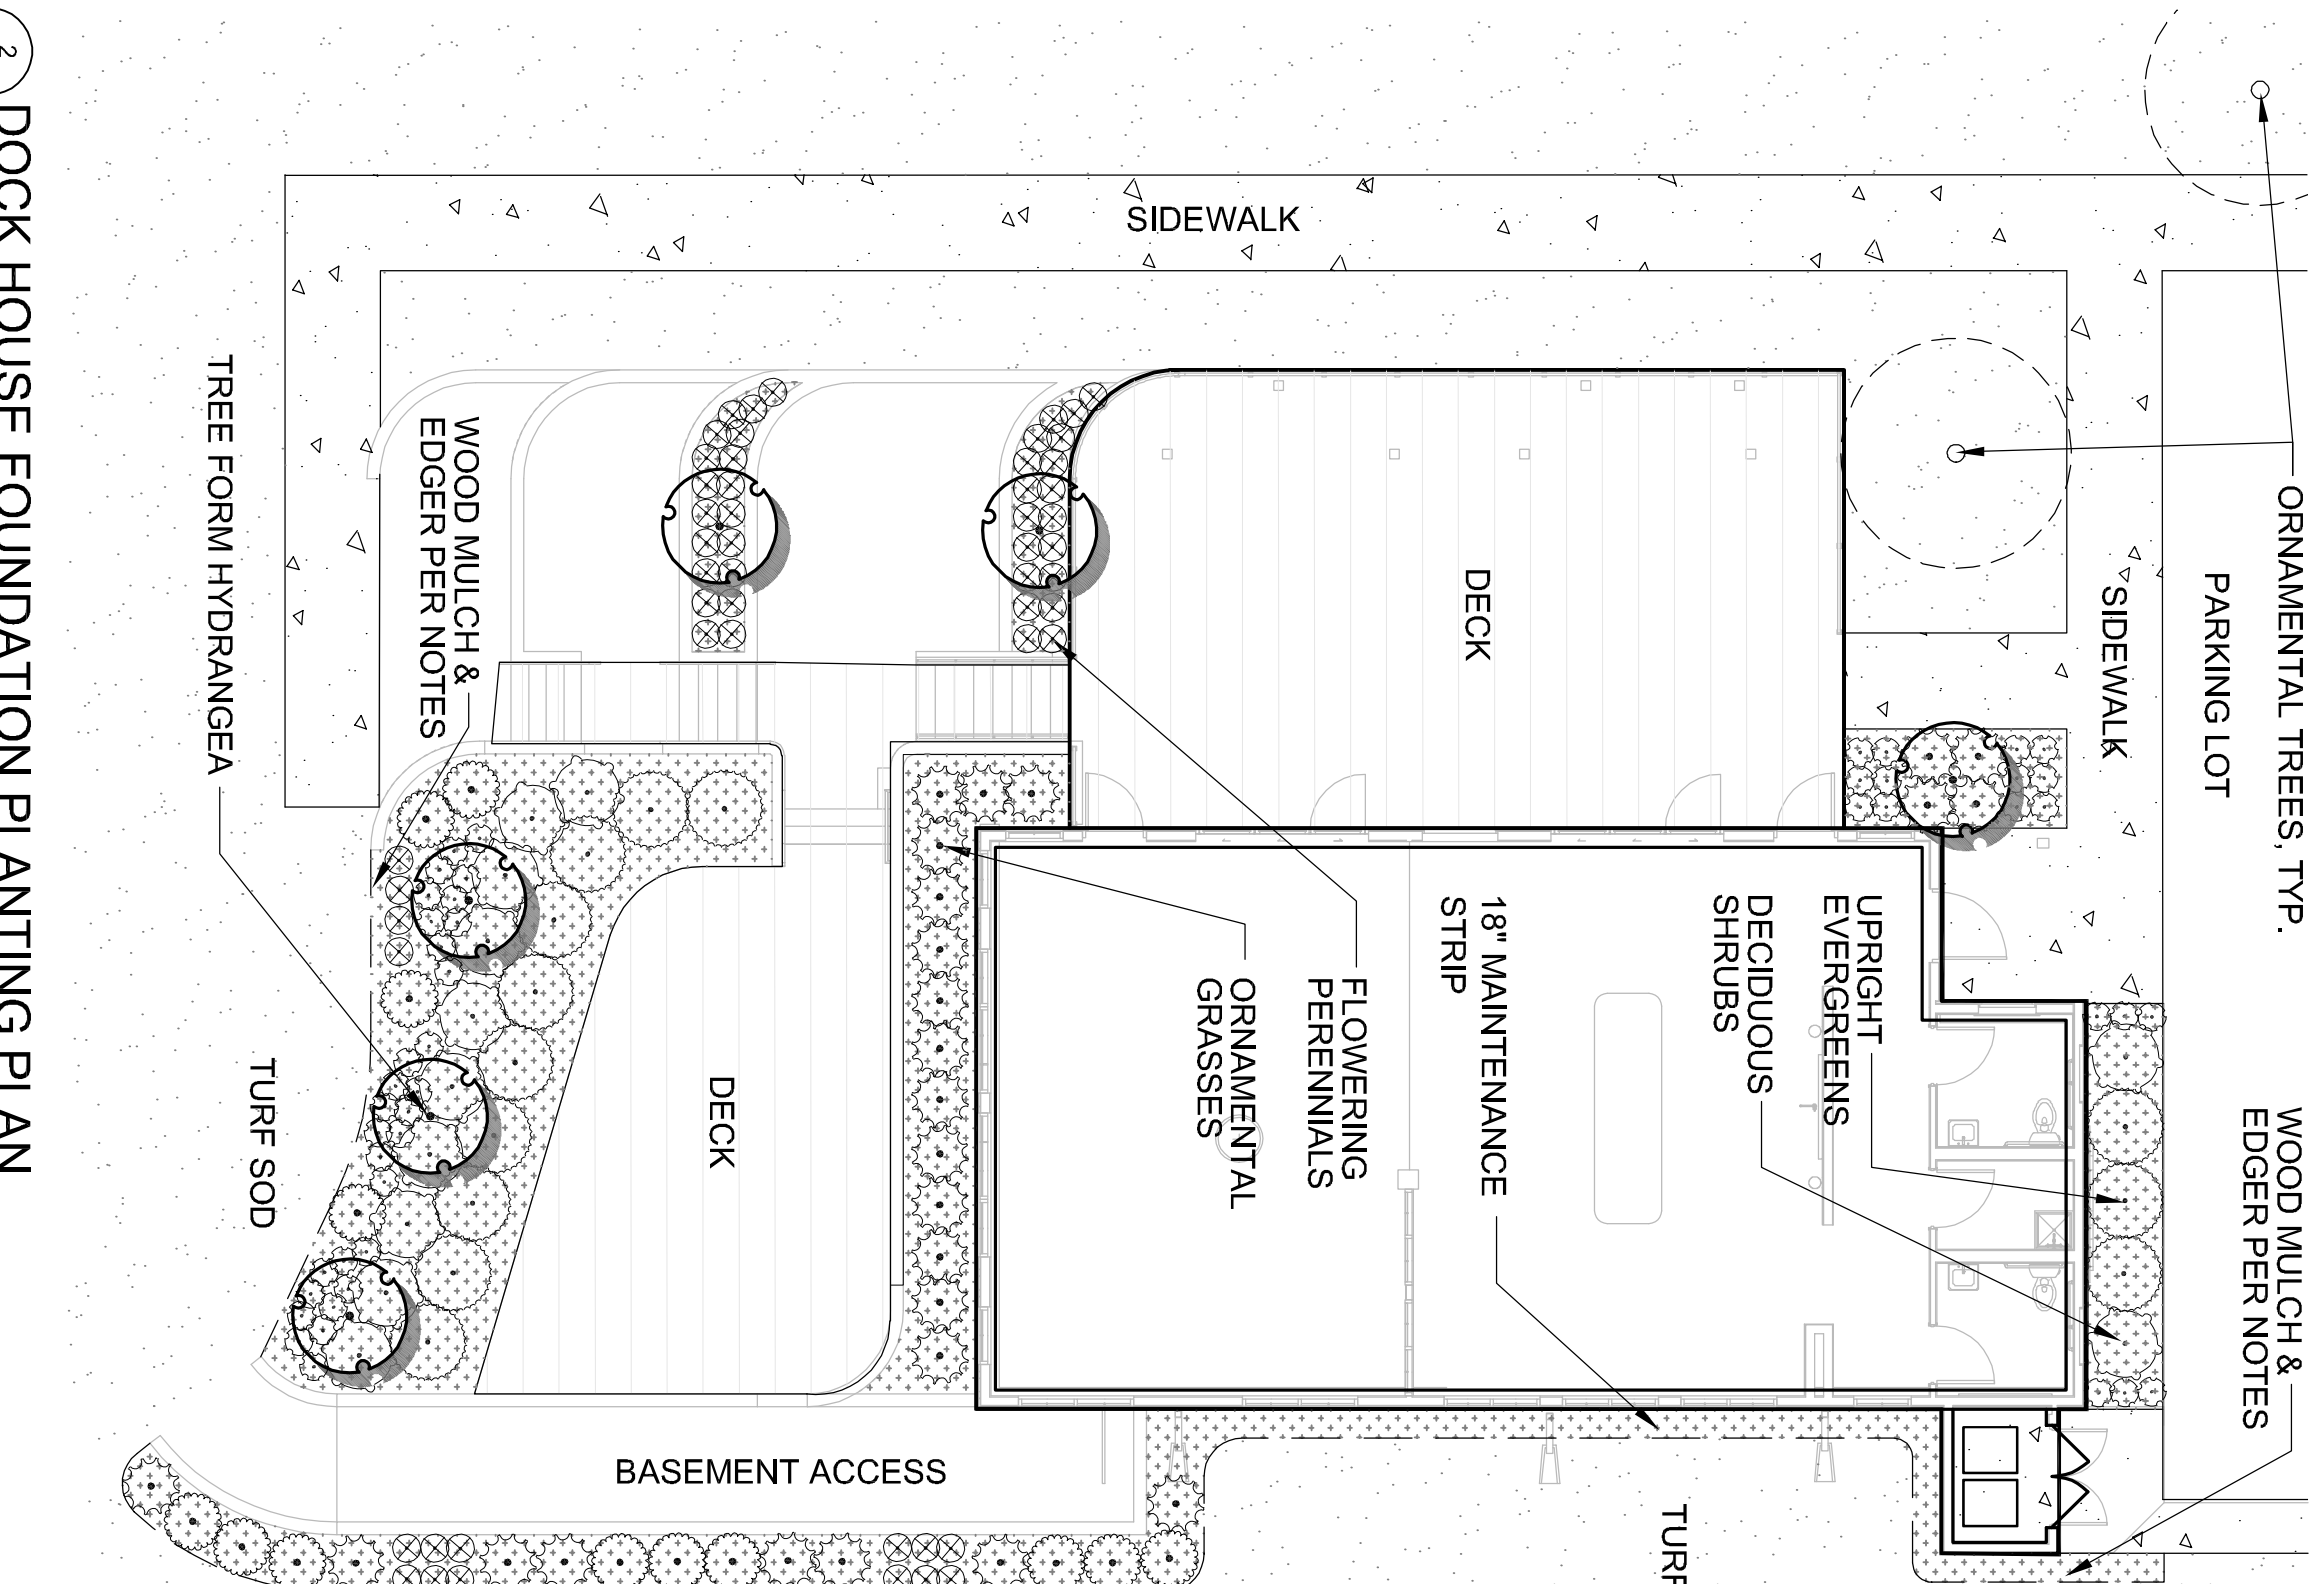 ORNAMENTAL TREES, TYP.
PARKING LOT
SIDEWALK
WOOD MULCH &
EDGER PER NOTES
UPRIGHT
EVERGREENS
DECIDUOUS
SHRUBS
18" MAINTENANCE
STRIP
FLOWERING
PERENNIALS
ORNAMENTAL
GRASSES
DECK
SIDEWALK
DECK
BASEMENT ACCESS
TURF
WOOD MULCH &
EDGER PER NOTES
TREE FORM HYDRANGEA
TURF SOD
2
DOCK HOUSE FOUNDATION PLANTING PLAN